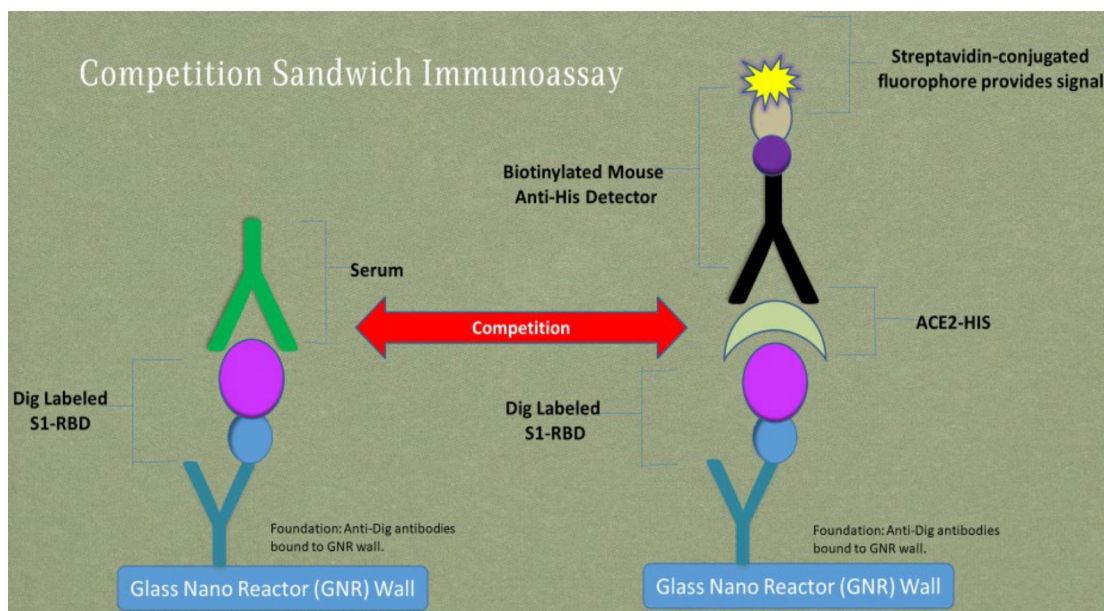 Competition Sandwich Immunoassay
Streptavidin-conjugated
fluorophore provides signal
Biotinylated Mouse
Anti-His Detector
Serum
Competition
ACE2-HIS
Dig Labeled
S1-RBD
Dig Labeled
S1-RBD
Foundation: Anti-Dig antibodies
bound to GNR wall.
Foundation: Anti-Dig antibodies
bound to GNR wall.
Glass Nano Reactor (GNR) Wall
Glass Nano Reactor (GNR) Wall